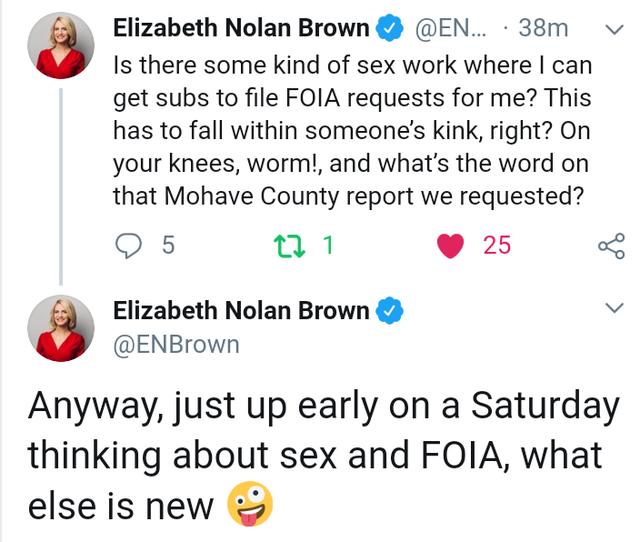 Elizabeth Nolan Brown @EN... · 38m
Is there some kind of sex work where I can
get subs to file FOIA requests for me? This
has to fall within someone's kink, right? On
your knees, worm!, and what's the word on
that Mohave County report we requested?
5 1 25
Elizabeth Nolan Brown
@ENBrown
Anyway, just up early on a Saturday
thinking about sex and FOIA, what
else is new 🤪